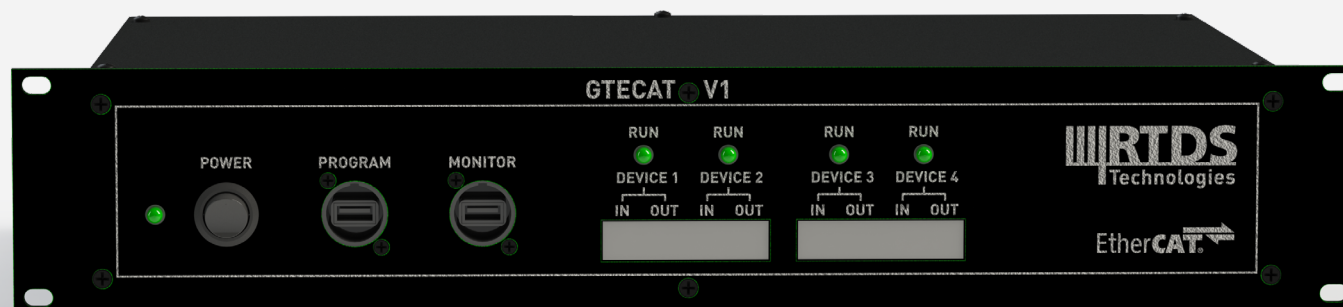 GTECAT V1
POWER
PROGRAM
MONITOR
RUN RUN RUN RUN
DEVICE 1 DEVICE 2 DEVICE 3 DEVICE 4
IN OUT IN OUT IN OUT IN OUT
RTDS
Technologies
EtherCAT.